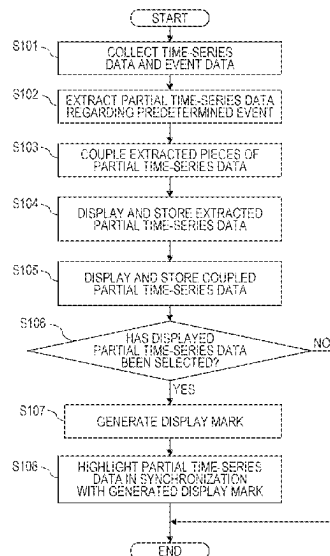 START
S101
COLLECT TIME-SERIES
DATA AND EVENT DATA
S102
EXTRACT PARTIAL TIME-SERIES DATA
REGARDING PREDETERMINED EVENT
S103
COUPLE EXTRACTED PIECES OF
PARTIAL TIME-SERIES DATA
S104
DISPLAY AND STORE EXTRACTED
PARTIAL TIME-SERIES DATA
S105
DISPLAY AND STORE COUPLED
PARTIAL TIME-SERIES DATA
S106
HAS DISPLAYED
PARTIAL TIME-SERIES DATA
BEEN SELECTED?
NO
YES
S107
GENERATE DISPLAY MARK
S108
HIGHLIGHT PARTIAL TIME-SERIES
DATA IN SYNCHRONIZATION
WITH GENERATED DISPLAY MARK
END